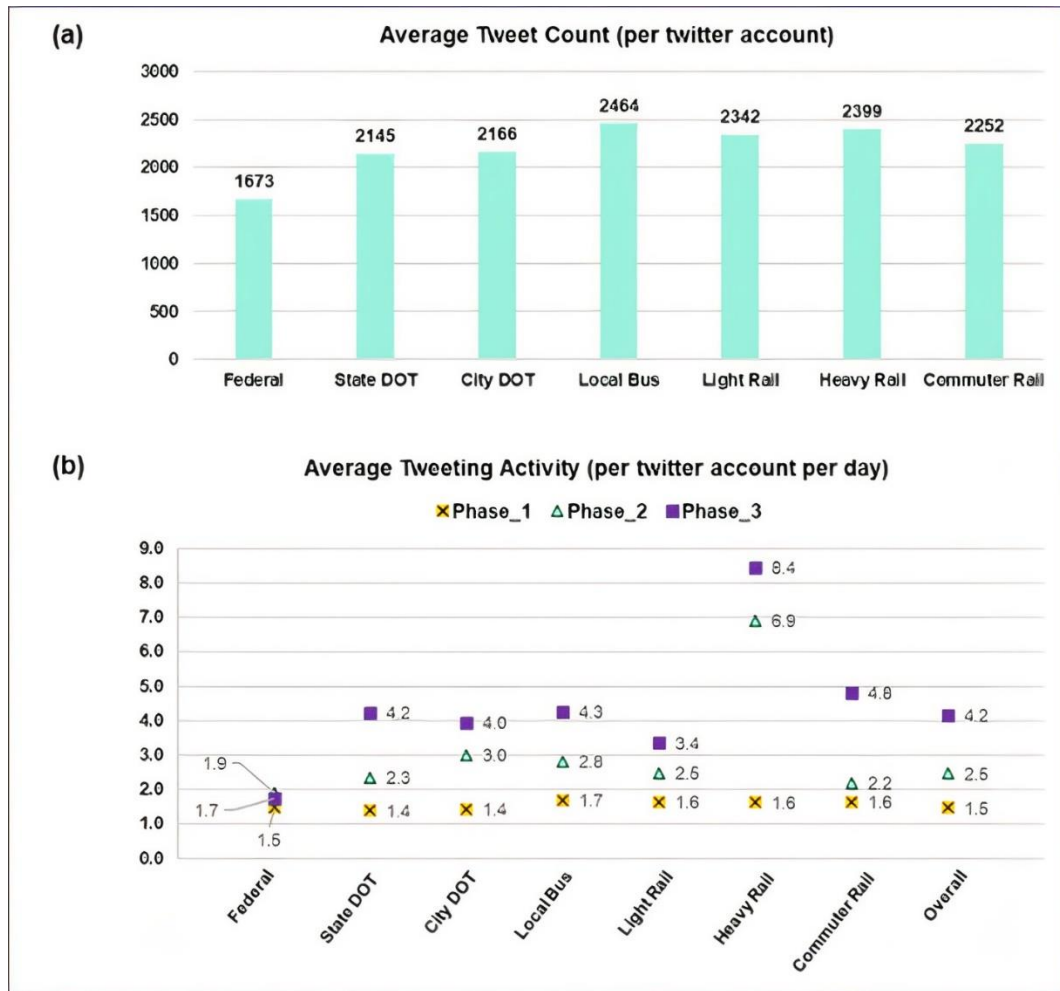 (a)
Average Tweet Count (per twitter account)
3000
2500
2000
1500
1000
500
0
1673
2145
2166
2464
2342
2399
2252
Federal
State DOT
City DOT
Local Bus
Light Rail
Heavy Rail
Commuter Rail
(b)
Average Tweeting Activity (per twitter account per day)
Phase_1 Phase_2 Phase_3
9.0
8.0
7.0
6.0
5.0
4.0
3.0
2.0
1.0
0.0
1.9
1.7
1.5
4.2
2.3
1.4
4.0
3.0
1.4
4.3
2.8
1.7
3.4
2.5
1.6
8.4
6.9
1.6
4.8
2.2
1.6
4.2
2.5
1.5
Federal
State DOT
City DOT
Local Bus
Light Rail
Heavy Rail
Commuter Rail
Overall